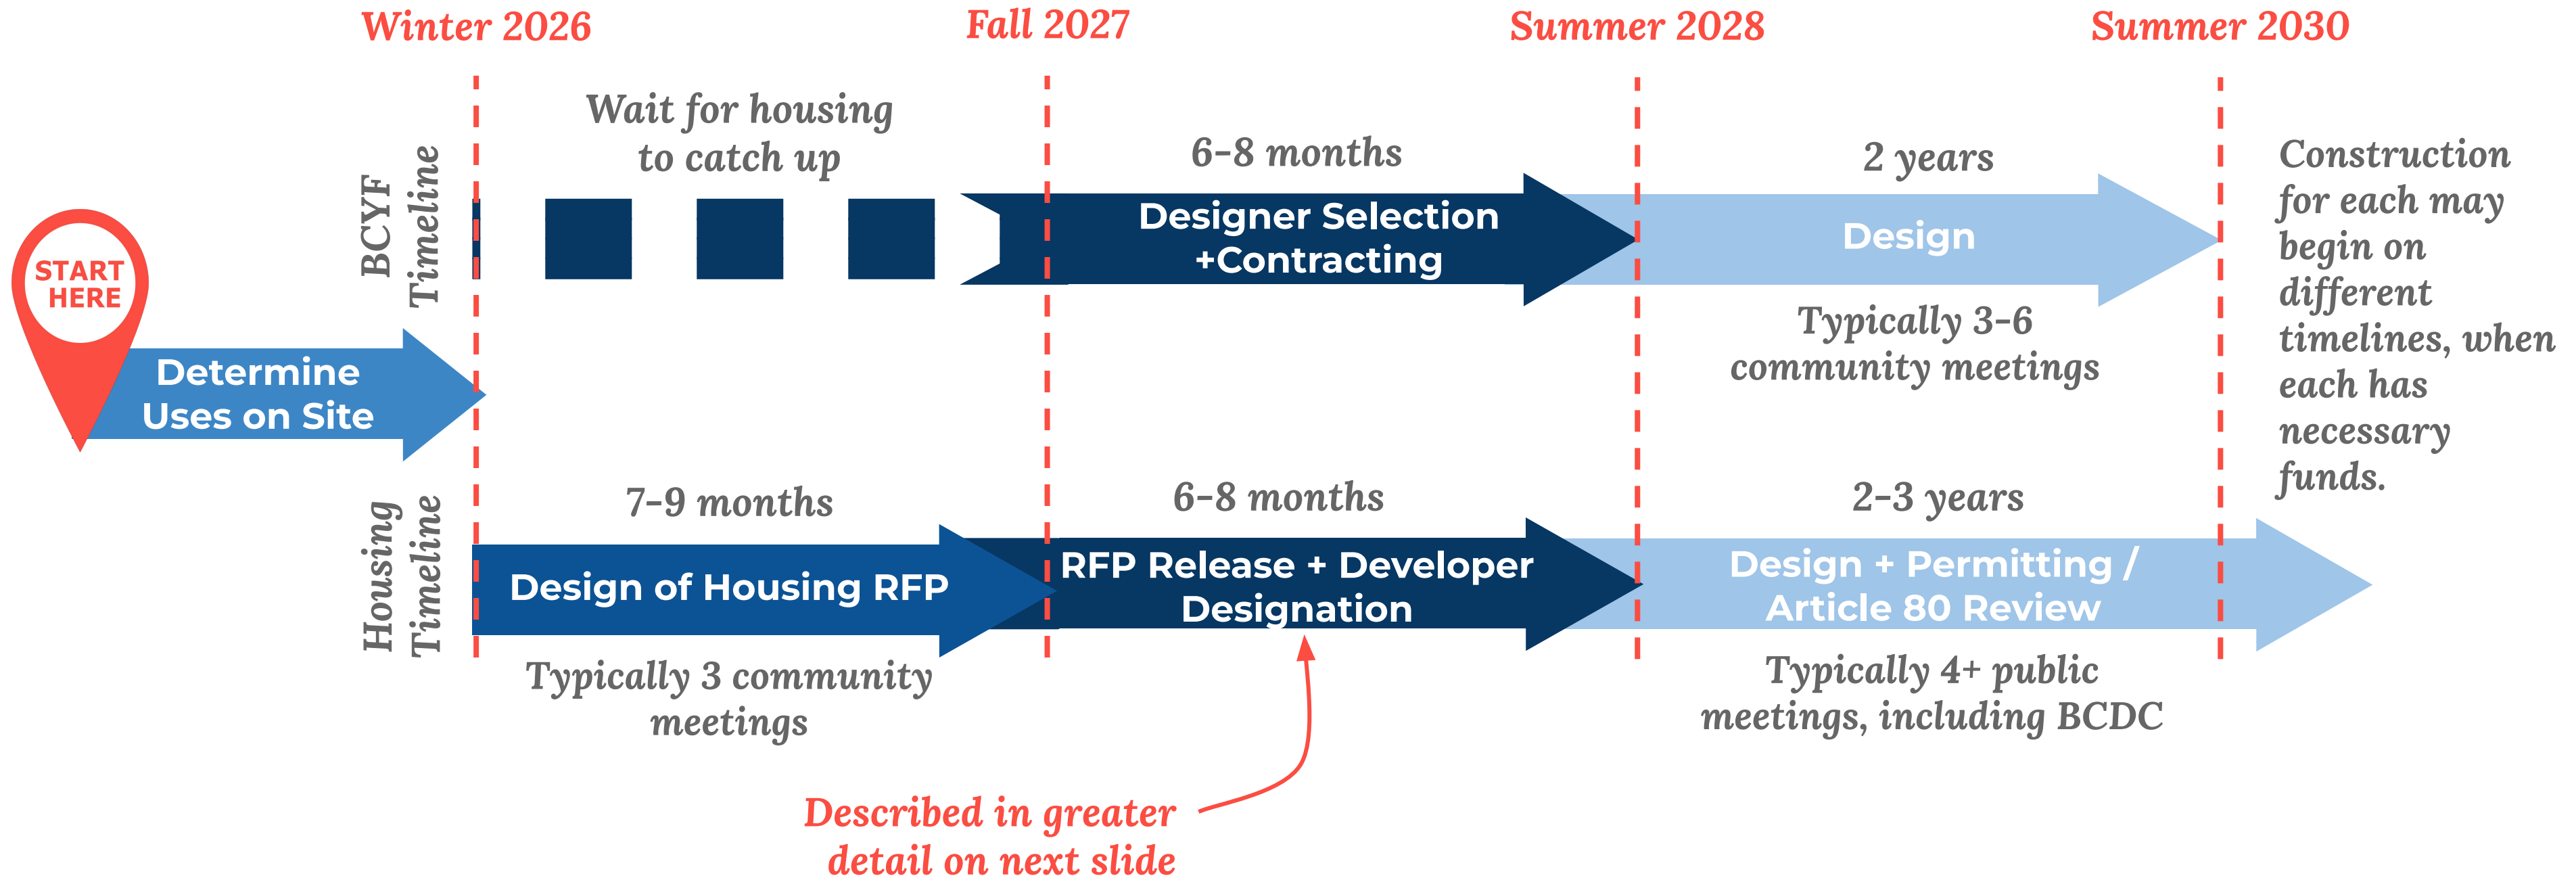 Winter 2026
Fall 2027
Summer 2028
Summer 2030
START
HERE
Determine
Uses on Site
BCYF
Timeline
Wait for housing
to catch up
6-8 months
Designer Selection
+Contracting
2 years
Design
Typically 3-6
community meetings
Construction
for each may
begin on
different
timelines, when
each has
necessary
funds.
Housing
Timeline
7-9 months
Design of Housing RFP
Typically 3 community
meetings
6-8 months
RFP Release + Developer
Designation
2-3 years
Design + Permitting /
Article 80 Review
Typically 4+ public
meetings, including BCDC
Described in greater
detail on next slide